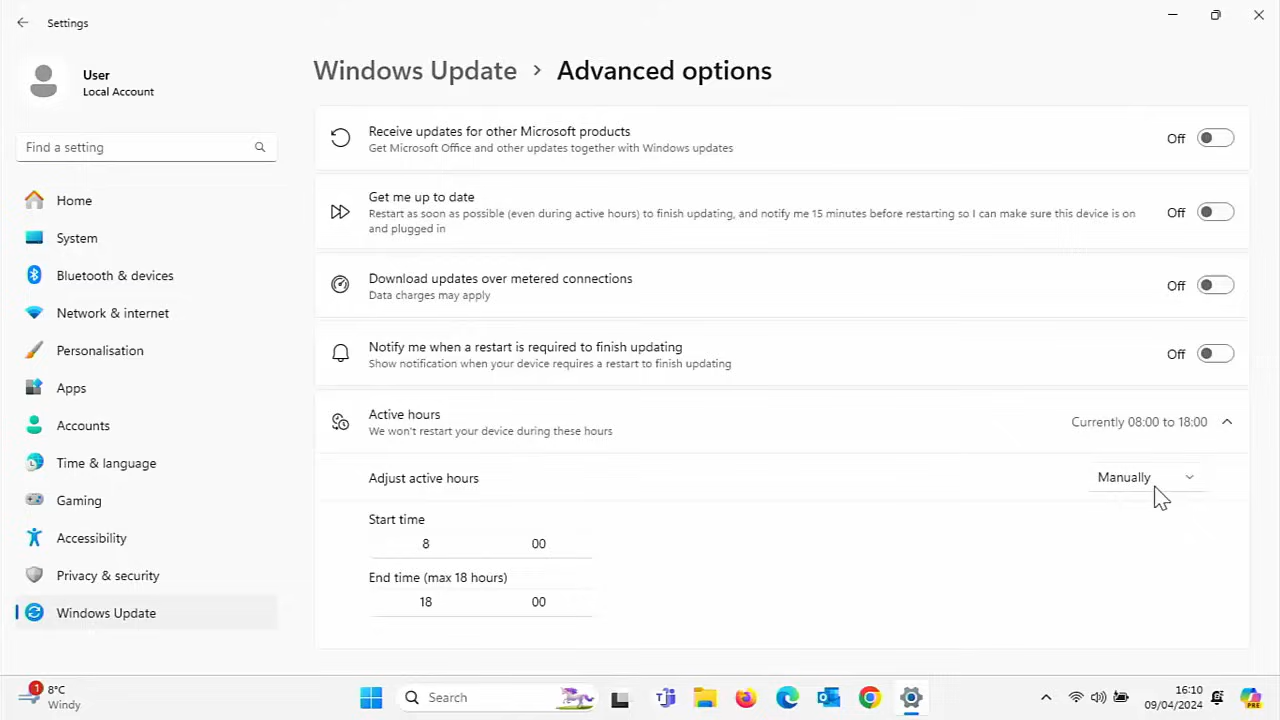 Settings
User
Local Account
Find a setting
Home
System
Bluetooth & devices
Network & internet
Personalisation
Apps
Accounts
Time & language
Gaming
Accessibility
Privacy & security
Windows Update
Windows Update > Advanced options
Receive updates for other Microsoft products
Get Microsoft Office and other updates together with Windows updates
Off
Get me up to date
Restart as soon as possible (even during active hours) to finish updating, and notify me 15 minutes before restarting so I can make sure this device is on
and plugged in
Off
Download updates over metered connections
Data charges may apply
Off
Notify me when a restart is required to finish updating
Show notification when your device requires a restart to finish updating
Off
Active hours
We won't restart your device during these hours
Currently 08:00 to 18:00
Adjust active hours
Manually
Start time
8 00
End time (max 18 hours)
18 00
1
8°C
Windy
Search
16:10
09/04/2024
PRE